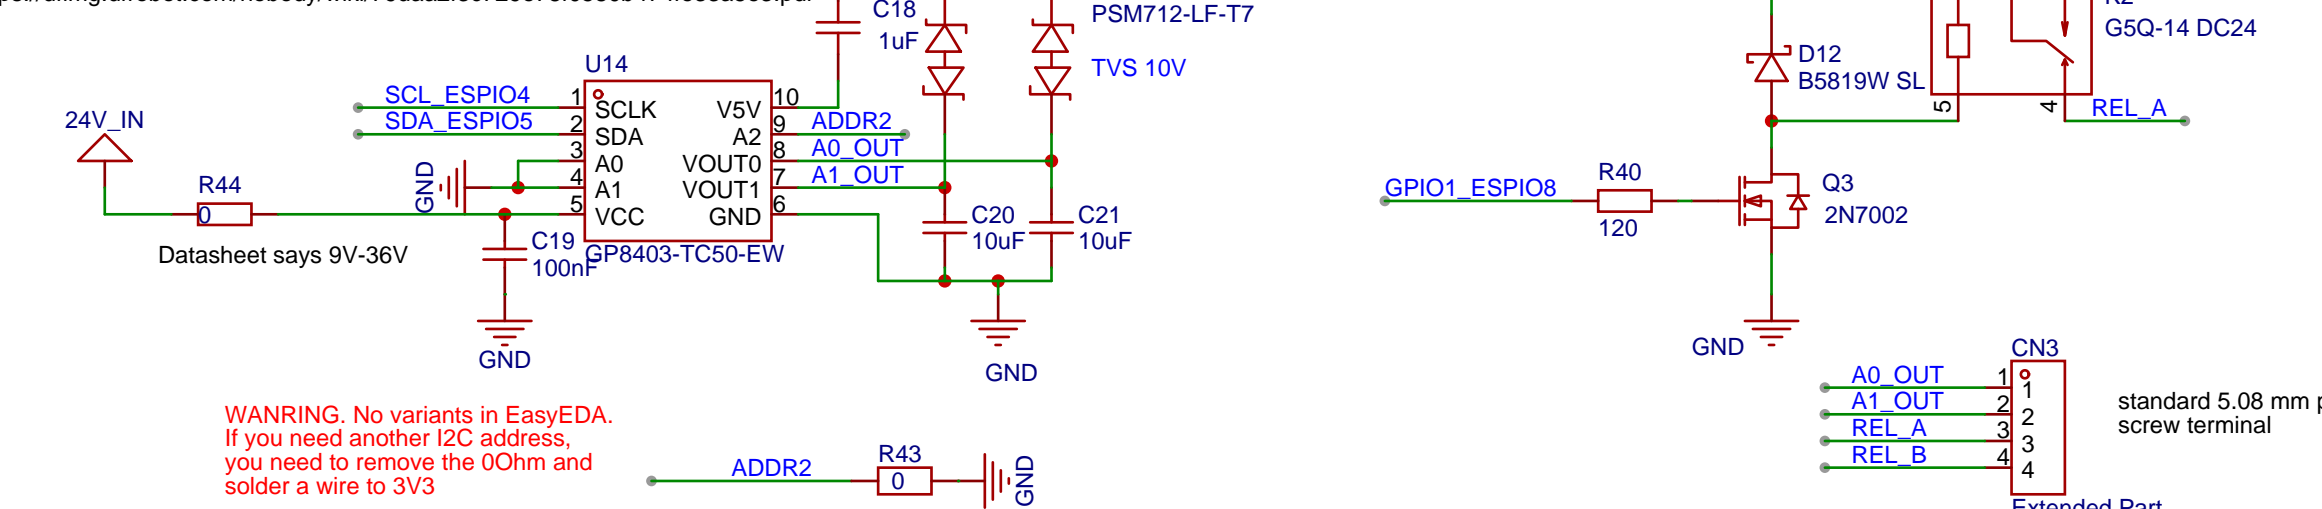 C18
1uF
PSM712-LF-T7
TVS 10V
U14
SCL_ESPIO4
SDA_ESPIO5
24V_IN
R44
0
Datasheet says 9V-36V
GND
1
2
3
4
5
SCLK
SDA
A0
A1
VCC
V5V
A2
VOUT0
VOUT1
GND
10
9
8
7
6
ADDR2
A0_OUT
A1_OUT
GP8403-TC50-EW
C19
100nF
GND
C20
10uF
C21
10uF
GND
WANRING. No variants in EasyEDA.
If you need another I2C address,
you need to remove the 0Ohm and
solder a wire to 3V3
ADDR2
R43
0
GND
G5Q-14 DC24
D12
B5819W SL
5
4
REL_A
GPIO1_ESPIO8
R40
120
Q3
2N7002
GND
CN3
A0_OUT
A1_OUT
REL_A
REL_B
1
2
3
4
1
2
3
4
standard 5.08 mm
screw terminal
Extended Part